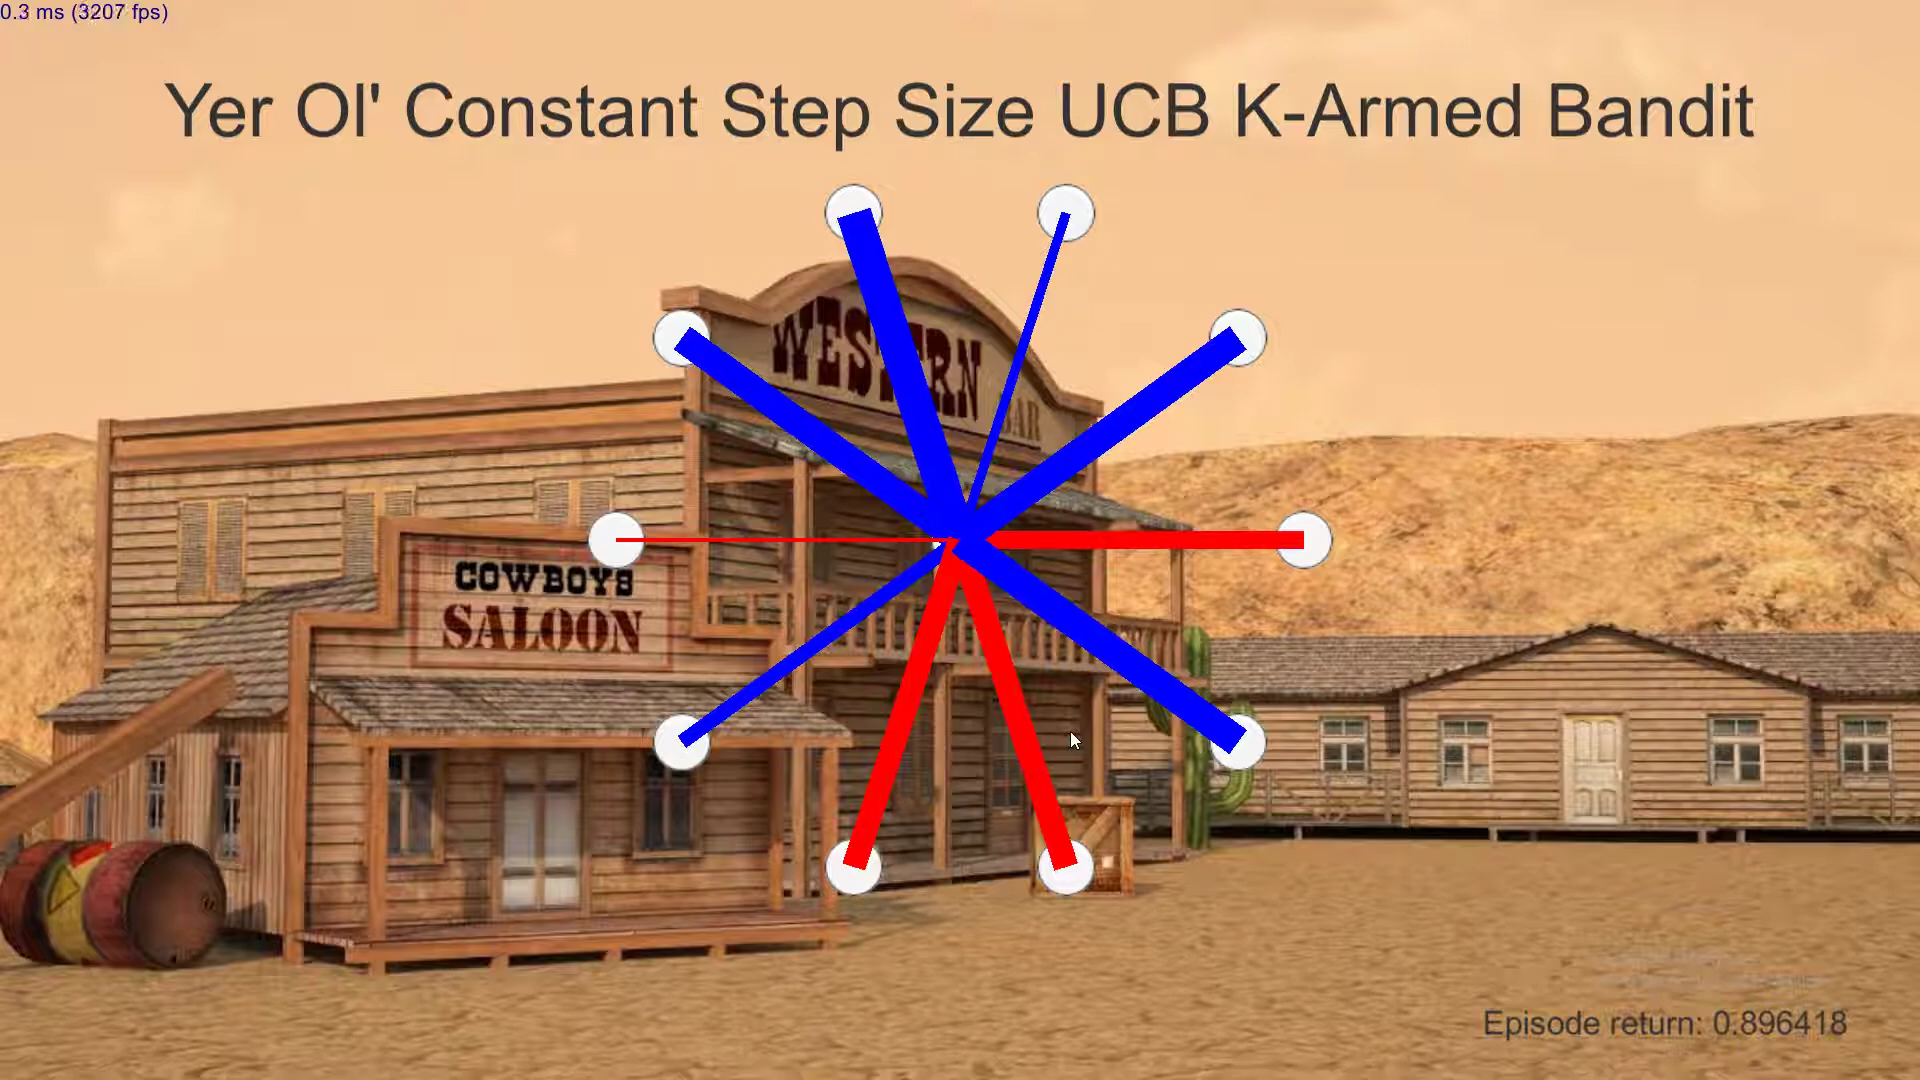 0.3 ms (3207 fps)
Yer Ol' Constant Step Size UCB K-Armed Bandit
WESTERN
BAR
COWBOYS
SALOON
Episode return: 0.896418